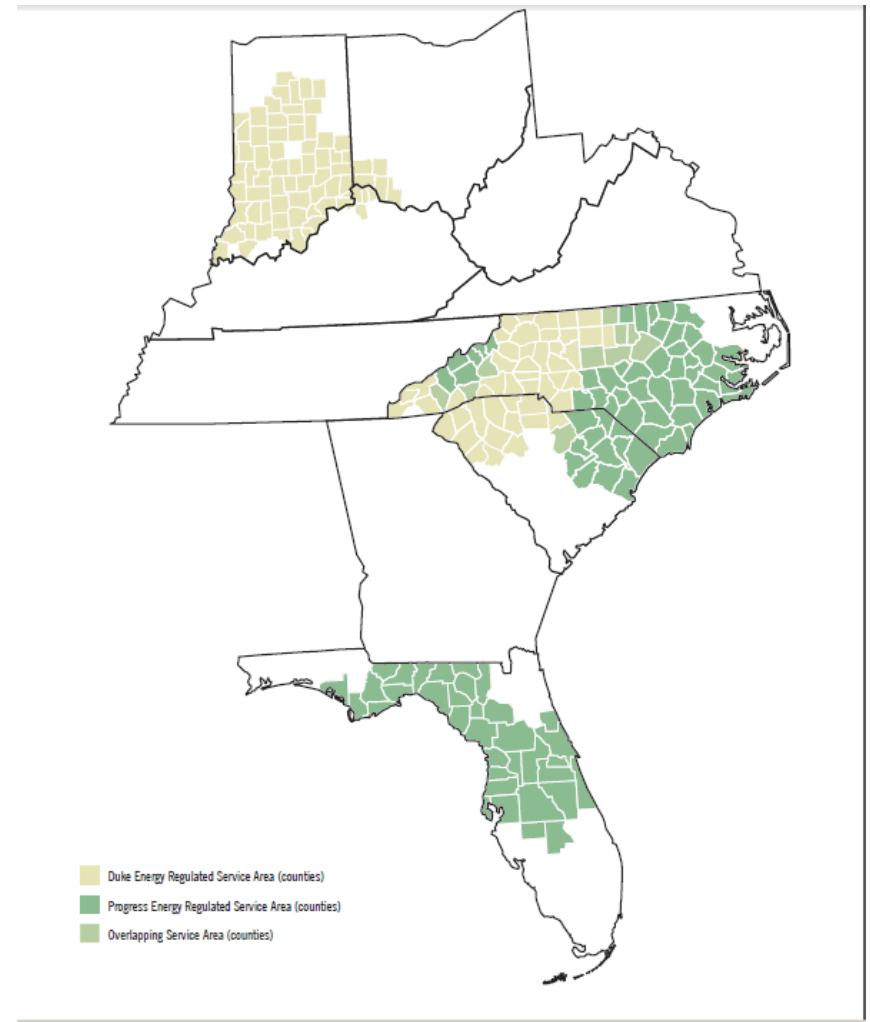 Duke Energy Regulated Service Area (counties)
Progress Energy Regulated Service Area (counties)
Overlapping Service Area (counties)